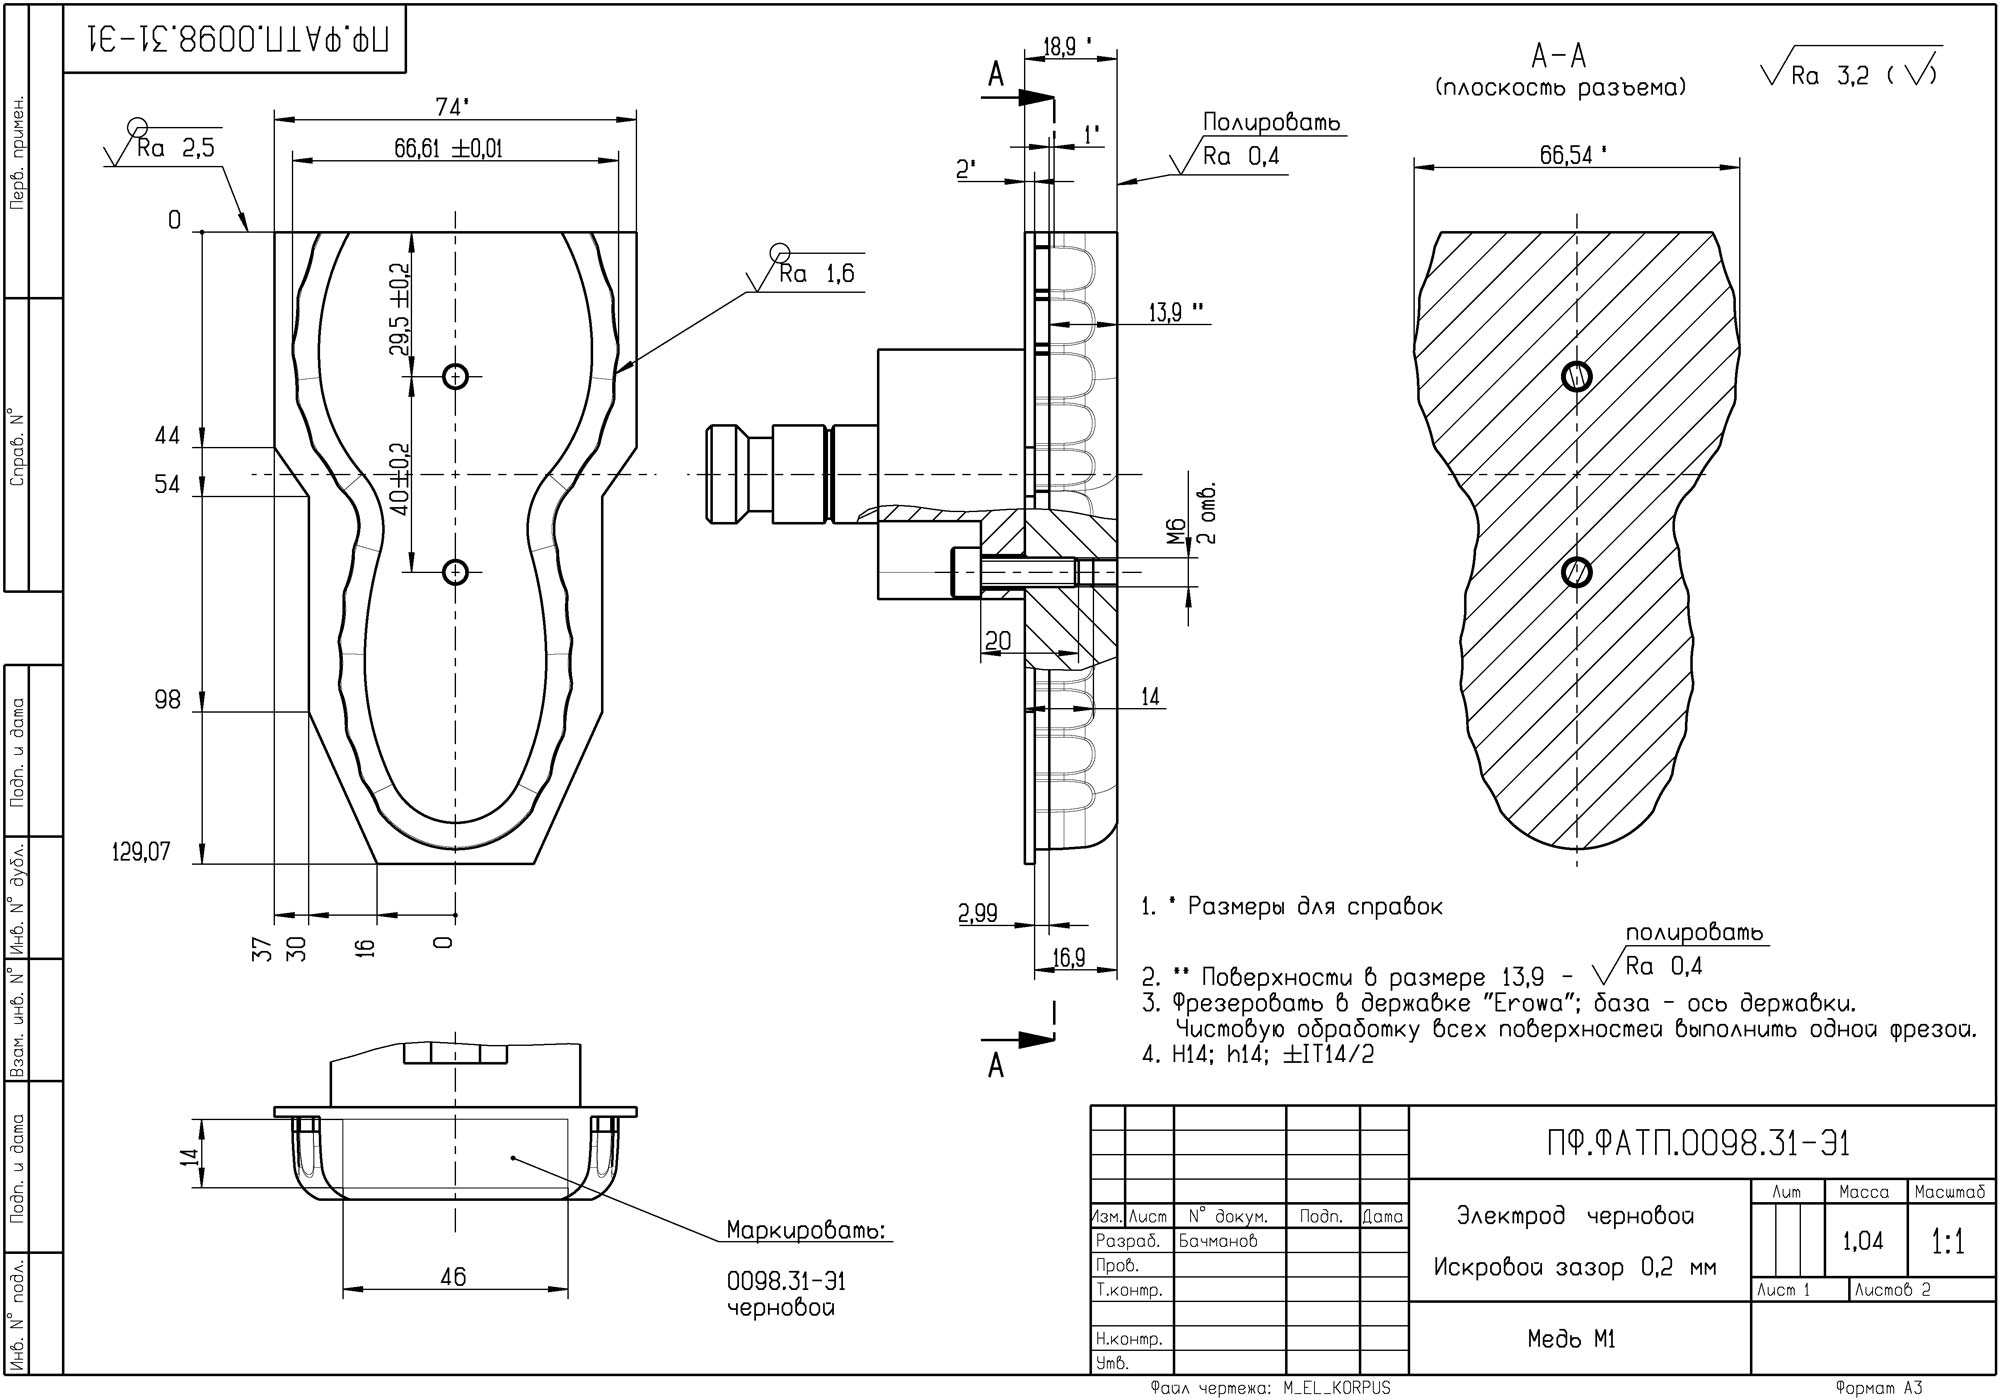 ПФ.ФАТП.0098.31-Э1
Перв. примен.
Справ. N°
Подп. и дата
Инв. N° дубл.
Взам. инв. N°
Подп. и дата
Инв. N° подл.
Ra 2,5
74*
66,61 ±0,01
0
44
54
98
129,07
37
30
16
0
29,5 ±0,2
40±0,2
Ra 1,6
А
18,9 *
2*
1*
Полировать
Ra 0,4
13,9 **
М6
2 отв.
20
14
2,99
16,9
А
А-А
(плоскость разъема)
66,54 *
Ra 3,2 ( )
14
46
Маркировать:
0098.31-Э1
черновой
1. * Размеры для справок
полировать
2. ** Поверхности в размере 13,9 - Ra 0,4
3. Фрезеровать в державке "Erowa"; база - ось державки.
Чистовую обработку всех поверхностей выполнить одной фрезой.
4. H14; h14; ±IT14/2
ПФ.ФАТП.0098.31-Э1
Изм. Лист N° докум. Подп. Дата
Разраб. Бачманов
Пров.
Т.контр.
Н.контр.
Утв.
Электрод черновой
Искровой зазор 0,2 мм
Лит Масса Масштаб
1,04 1:1
Лист 1 Листов 2
Медь М1
Файл чертежа: M_EL_KORPUS
Формат А3